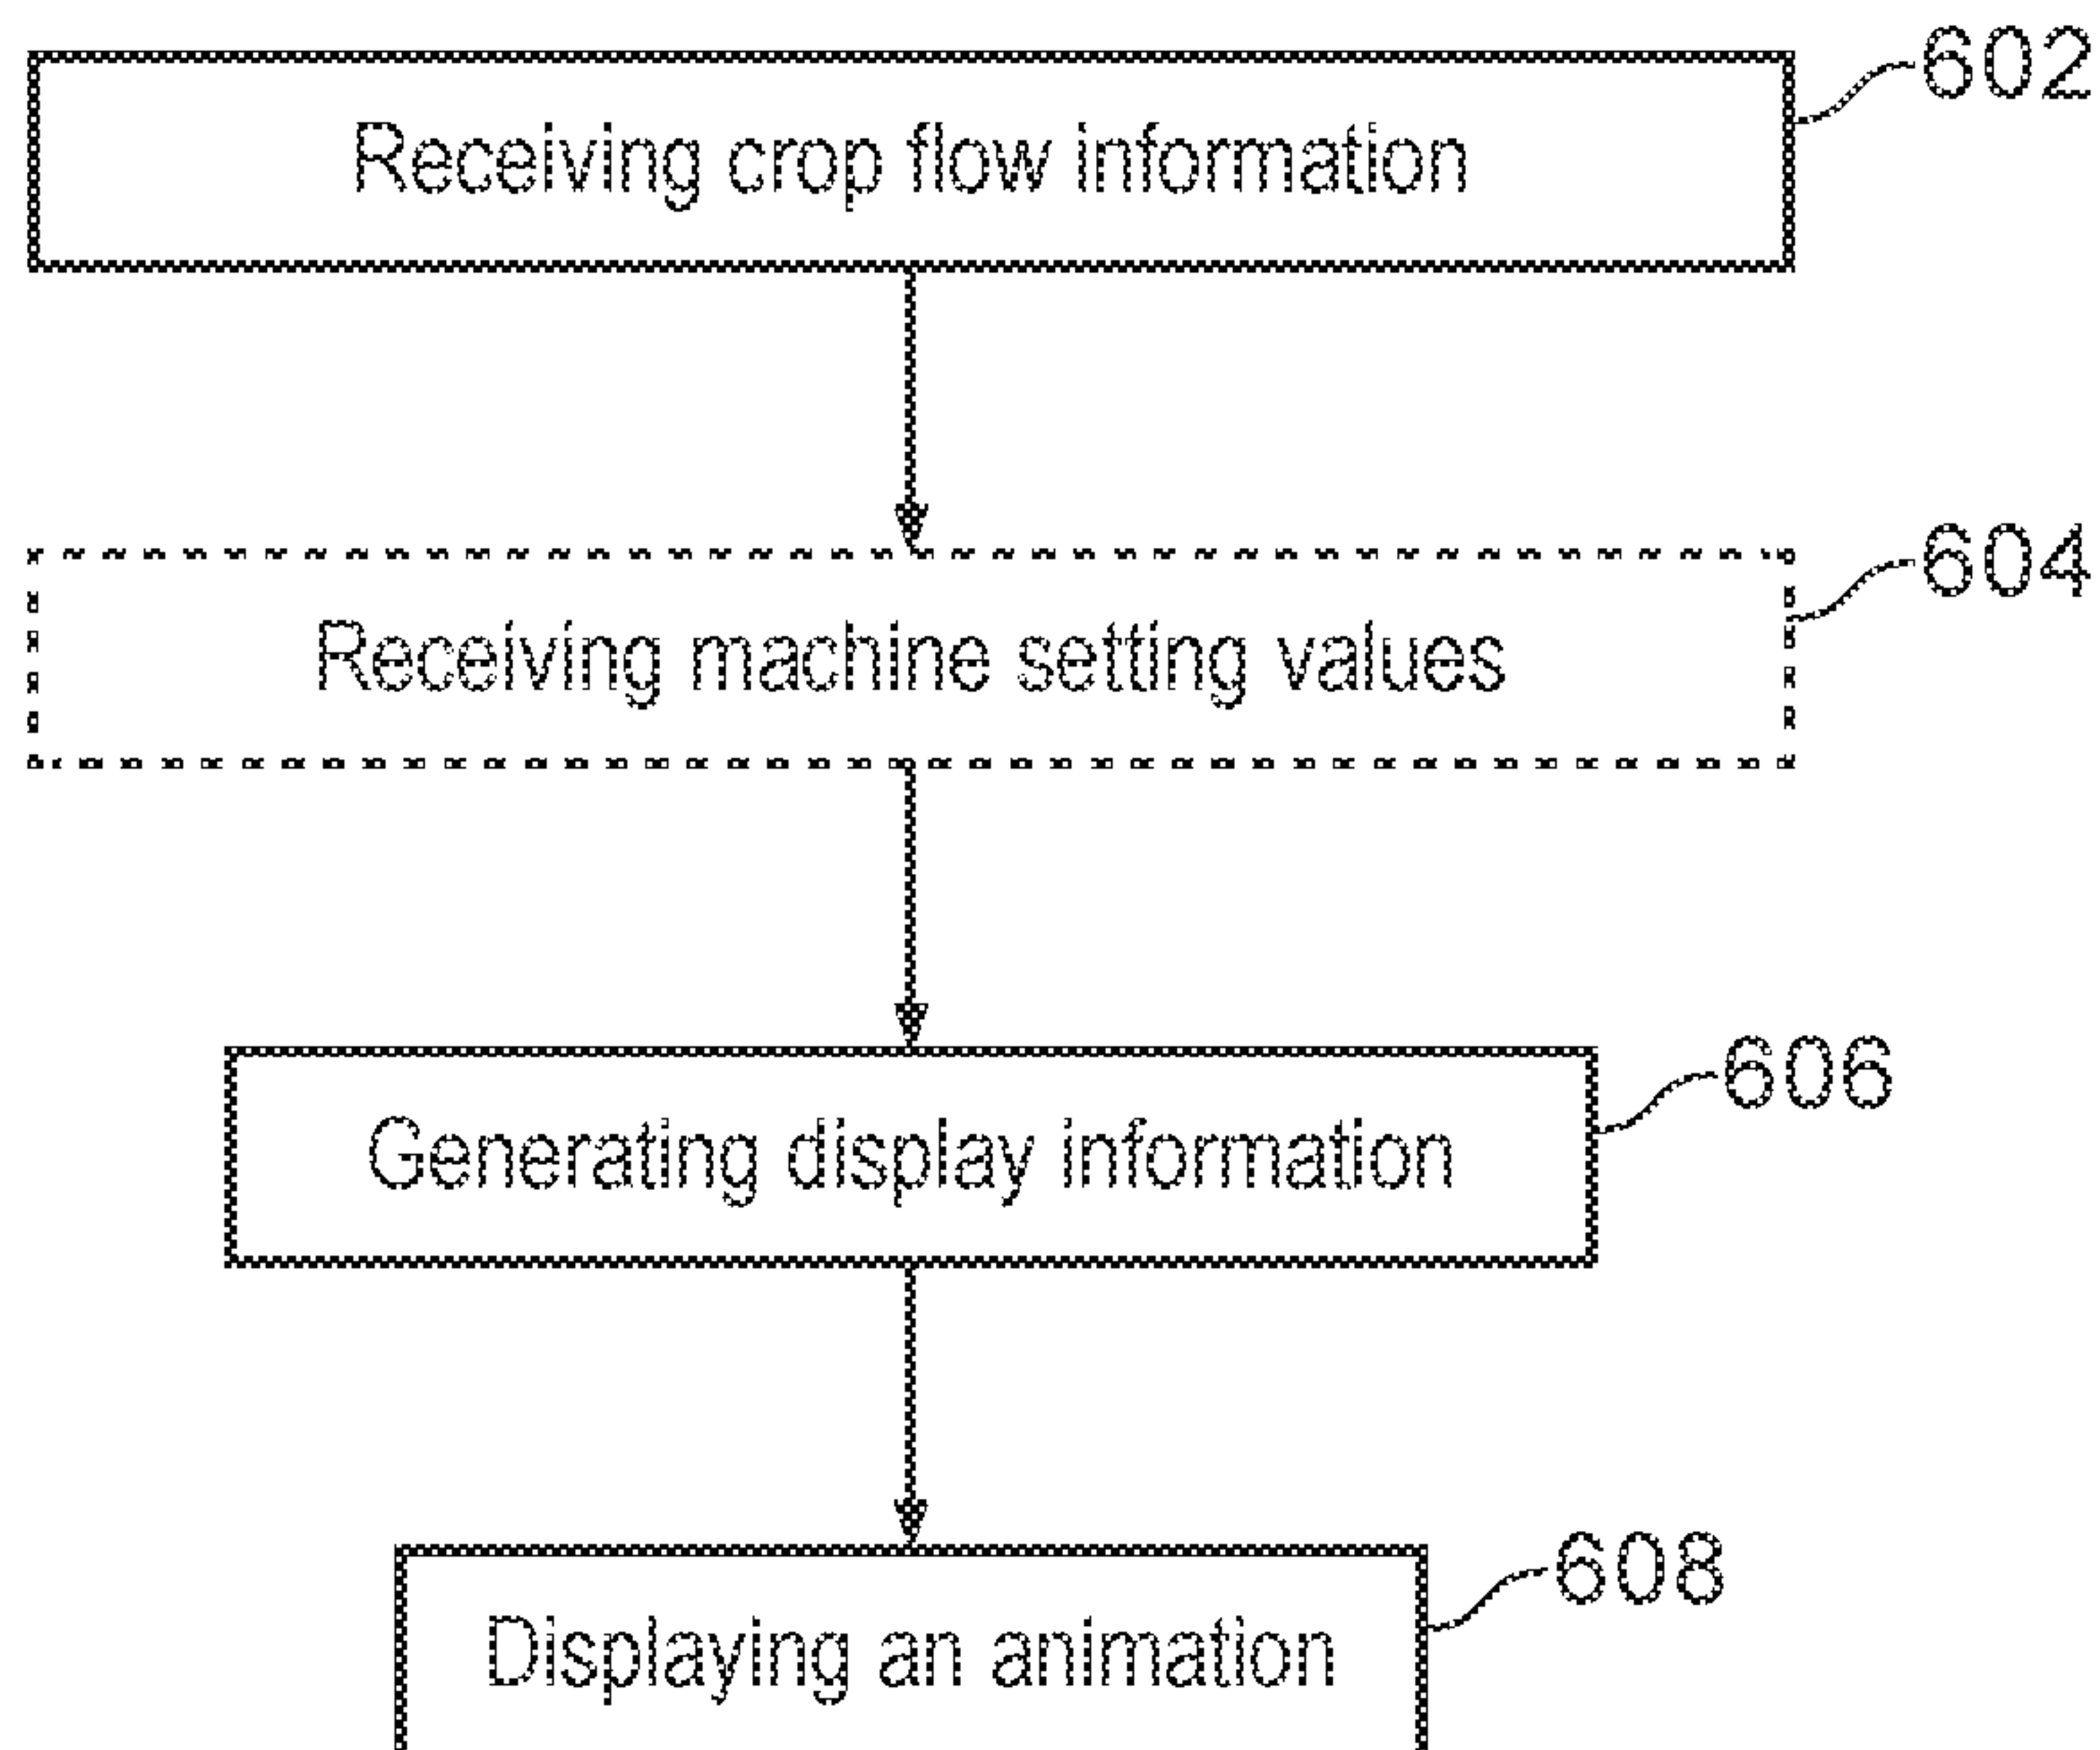 602
Receiving crop flow information
604
Receiving machine setting values
606
Generating display information
608
Displaying an animation